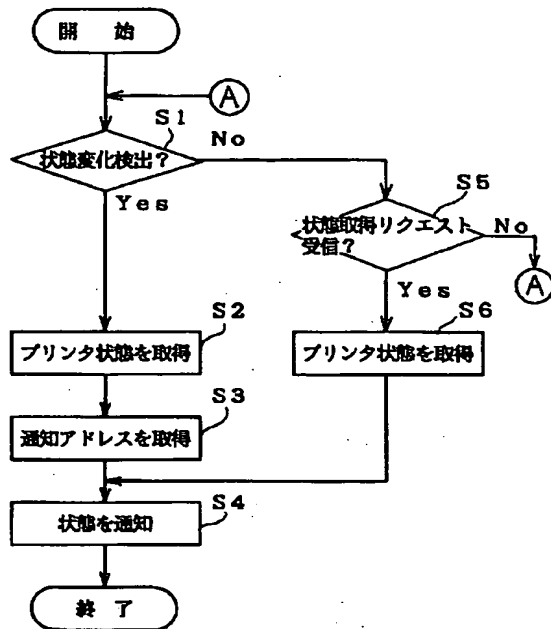 開 始
A
S1
状態変化検出?
No
Yes
S5
状態取得リクエスト
受信?
No
A
Yes
S2
プリンタ状態を取得
S6
プリンタ状態を取得
S3
通知アドレスを取得
S4
状態を通知
終 了